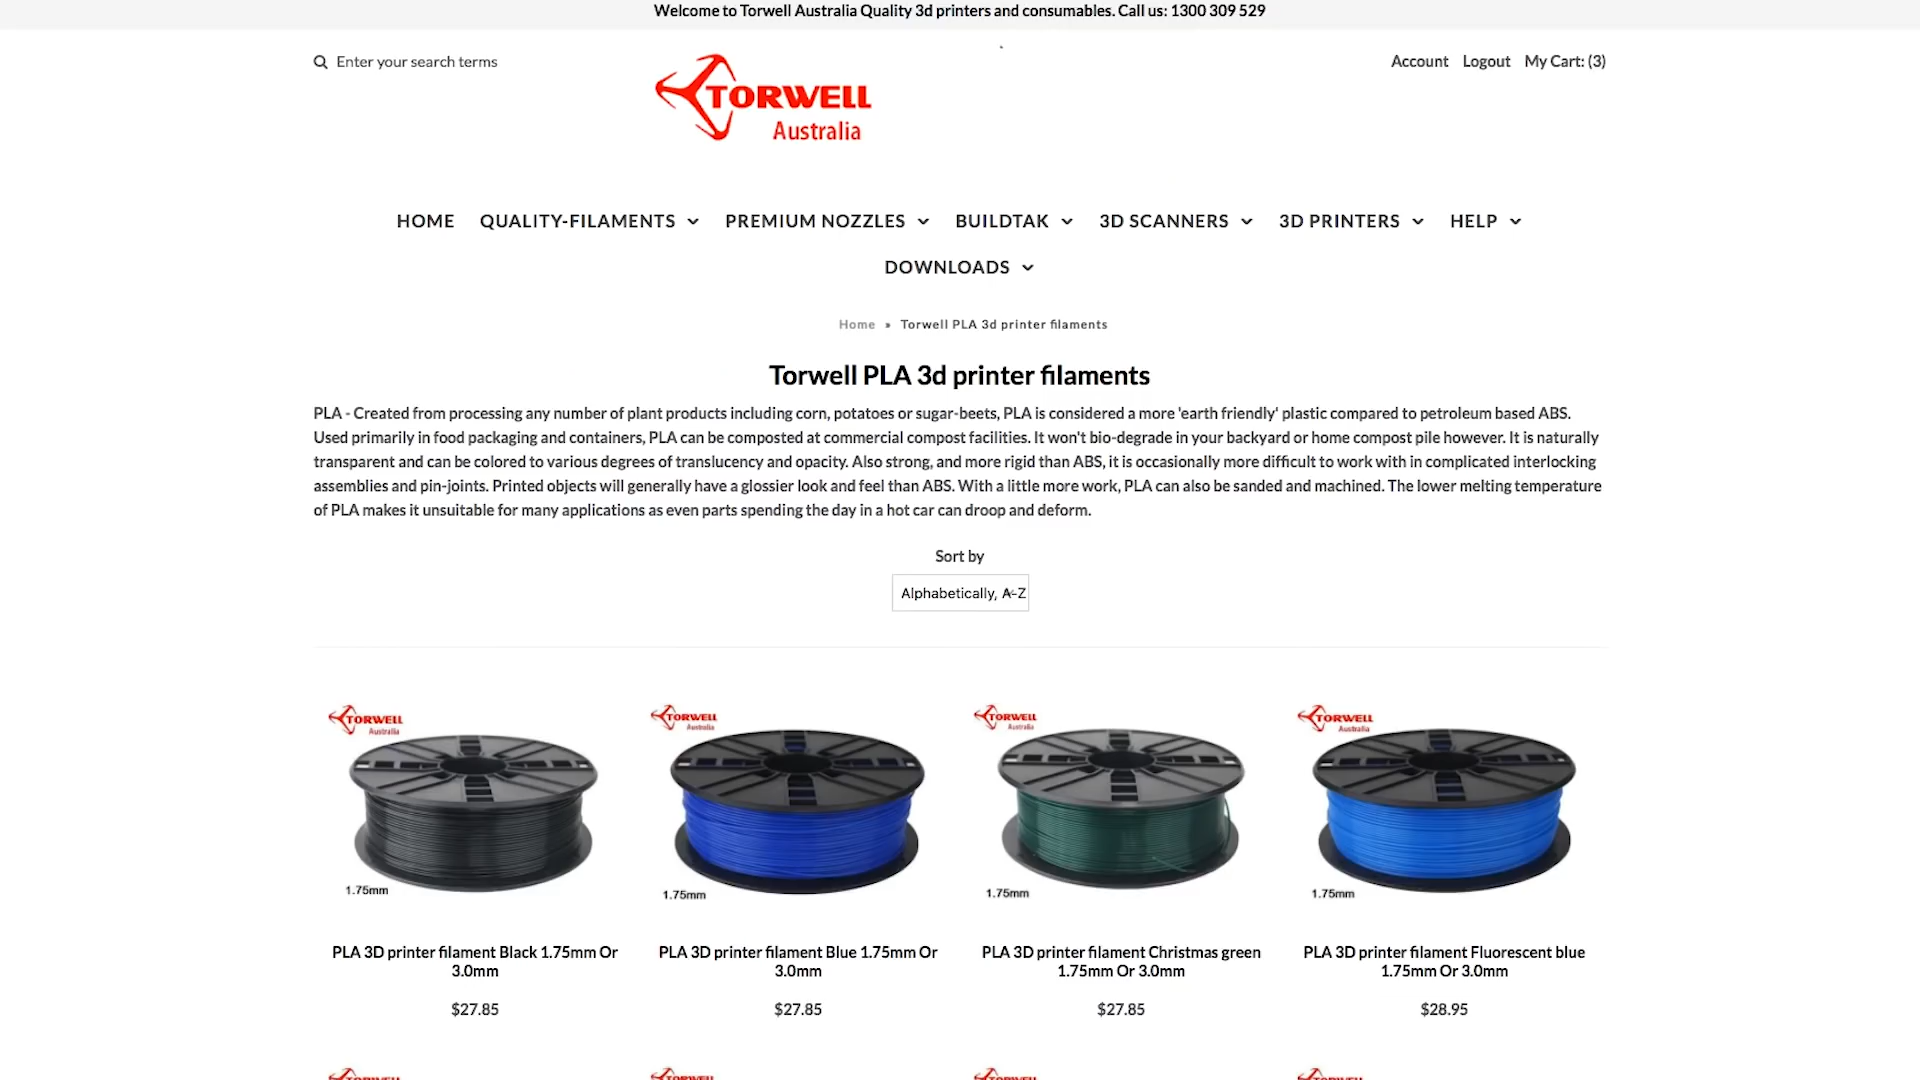 Welcome to Torwell Australia Quality 3d printers and consumables. Call us: 1300 309 529
Enter your search terms
TORWELL
Australia
Account Logout My Cart: (3)
HOME QUALITY-FILAMENTS PREMIUM NOZZLES BUILDTAK 3D SCANNERS 3D PRINTERS HELP
DOWNLOADS
Home » Torwell PLA 3d printer filaments
Torwell PLA 3d printer filaments
PLA - Created from processing any number of plant products including corn, potatoes or sugar-beets, PLA is considered a more 'earth friendly' plastic compared to petroleum based ABS.
Used primarily in food packaging and containers, PLA can be composted at commercial compost facilities. It won't bio-degrade in your backyard or home compost pile however. It is naturally
transparent and can be colored to various degrees of translucency and opacity. Also strong, and more rigid than ABS, it is occasionally more difficult to work with in complicated interlocking
assemblies and pin-joints. Printed objects will generally have a glossier look and feel than ABS. With a little more work, PLA can also be sanded and machined. The lower melting temperature
of PLA makes it unsuitable for many applications as even parts spending the day in a hot car can droop and deform.
Sort by
Alphabetically, A-Z
TORWELL
Australia
1.75mm
PLA 3D printer filament Black 1.75mm Or
3.0mm
$27.85
TORWELL
Australia
1.75mm
PLA 3D printer filament Blue 1.75mm Or
3.0mm
$27.85
TORWELL
Australia
1.75mm
PLA 3D printer filament Christmas green
1.75mm Or 3.0mm
$27.85
TORWELL
Australia
1.75mm
PLA 3D printer filament Fluorescent blue
1.75mm Or 3.0mm
$28.95
TORWELL
TORWELL
TORWELL
TORWELL